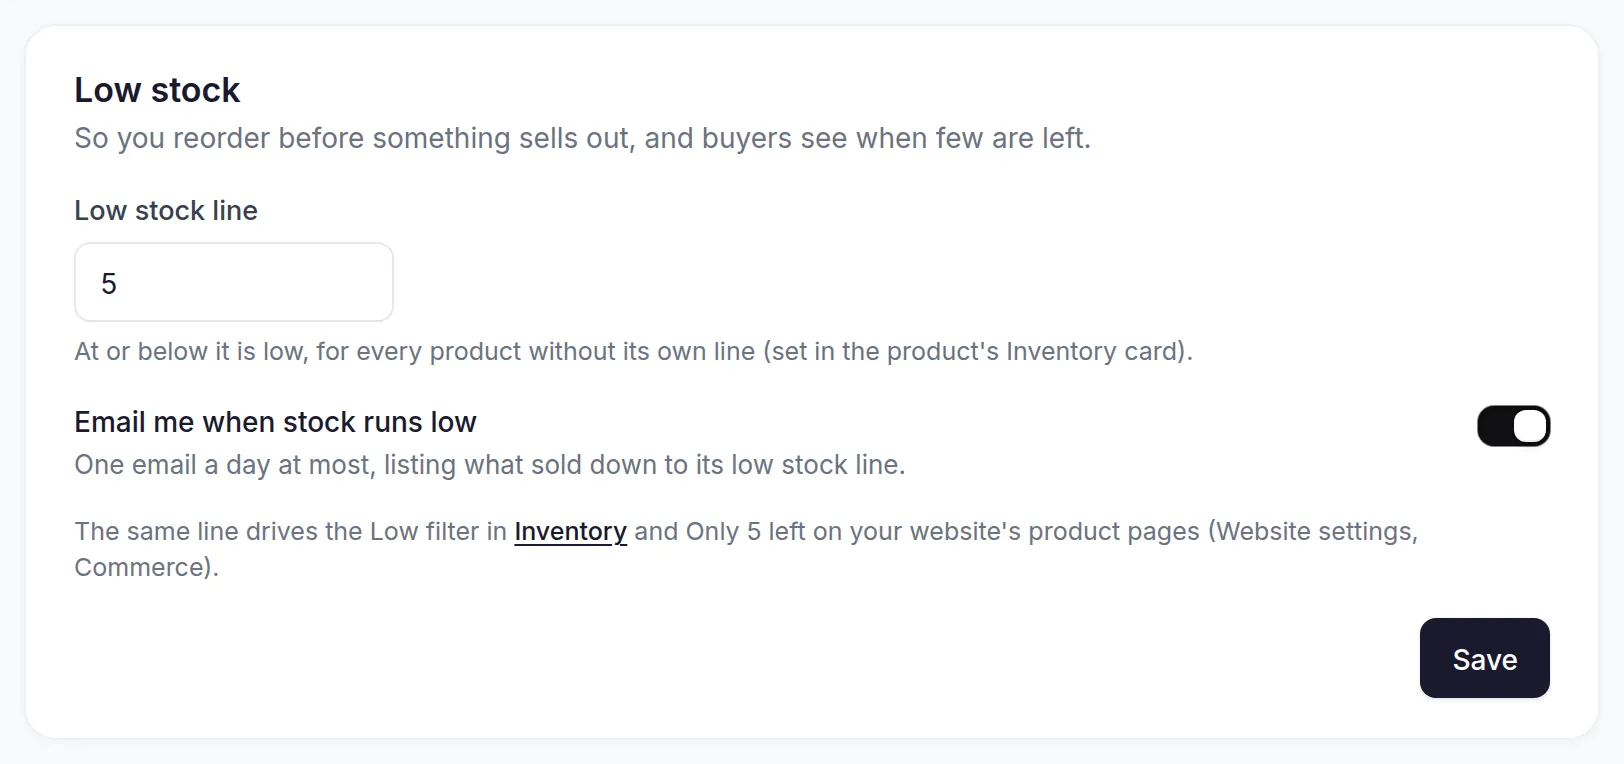 Low stock
So you reorder before something sells out, and buyers see when few are left.
Low stock line
5
At or below it is low, for every product without its own line (set in the product's Inventory card).
Email me when stock runs low
One email a day at most, listing what sold down to its low stock line.
The same line drives the Low filter in Inventory and Only 5 left on your website's product pages (Website settings,
Commerce).
Save